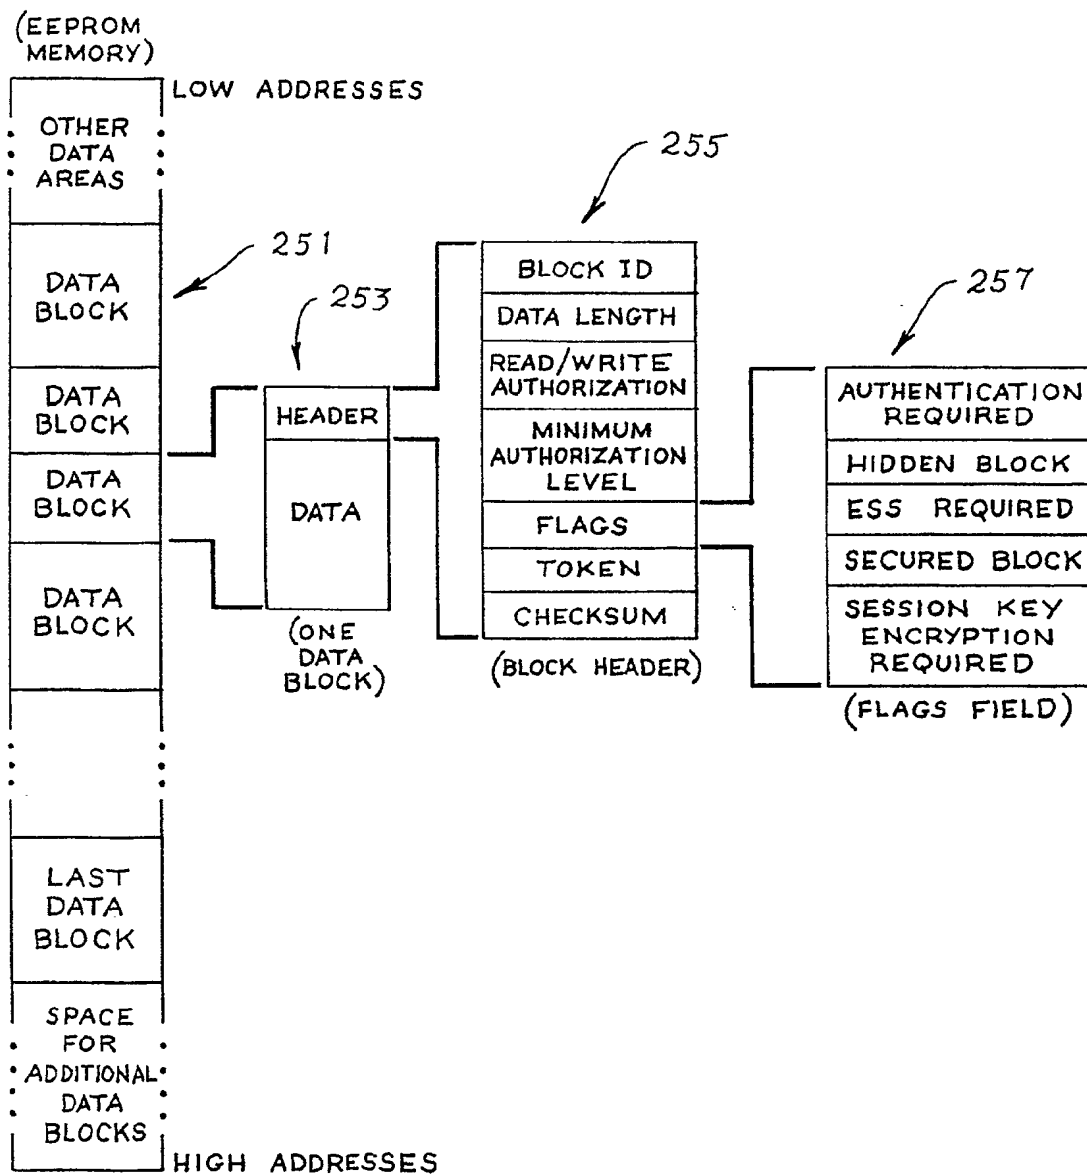 (EEPROM
MEMORY)
LOW ADDRESSES
OTHER
DATA
AREAS
251
DATA
BLOCK
DATA
BLOCK
DATA
BLOCK
DATA
BLOCK
LAST
DATA
BLOCK
SPACE
FOR
ADDITIONAL
DATA
BLOCKS
HIGH ADDRESSES
253
HEADER
DATA
(ONE
DATA
BLOCK)
255
BLOCK ID
DATA LENGTH
READ/WRITE
AUTHORIZATION
MINIMUM
AUTHORIZATION
LEVEL
FLAGS
TOKEN
CHECKSUM
(BLOCK HEADER)
257
AUTHENTICATION
REQUIRED
HIDDEN BLOCK
ESS REQUIRED
SECURED BLOCK
SESSION KEY
ENCRYPTION
REQUIRED
(FLAGS FIELD)